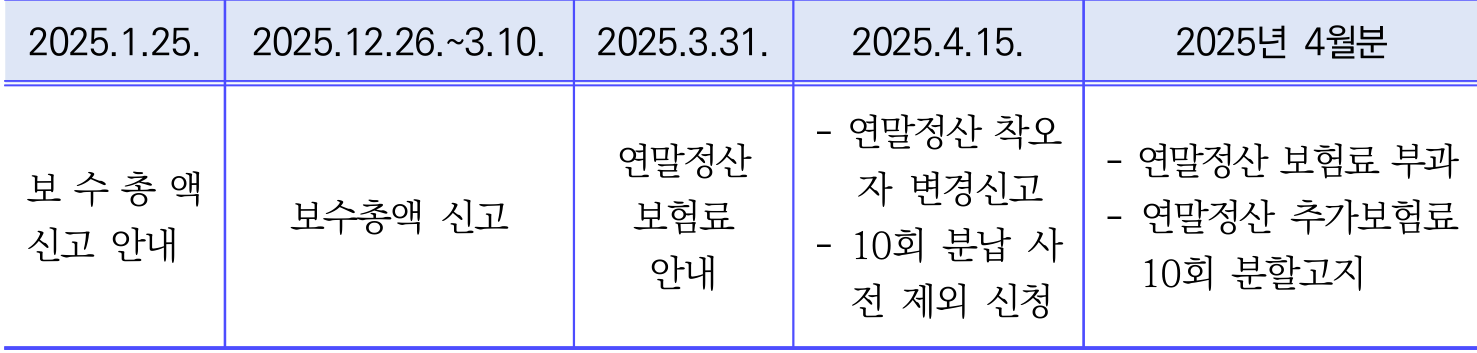 2025.1.25.
2025.12.26.~3.10.
2025.3.31.
2025.4.15.
2025년 4월분
보 수 총 액
신고 안내
보수총액 신고
연말정산
보험료
안내
- 연말정산 착오
자 변경신고
- 10회 분납 사
전 제외 신청
- 연말정산 보험료 부과
- 연말정산 추가보험료
10회 분할고지